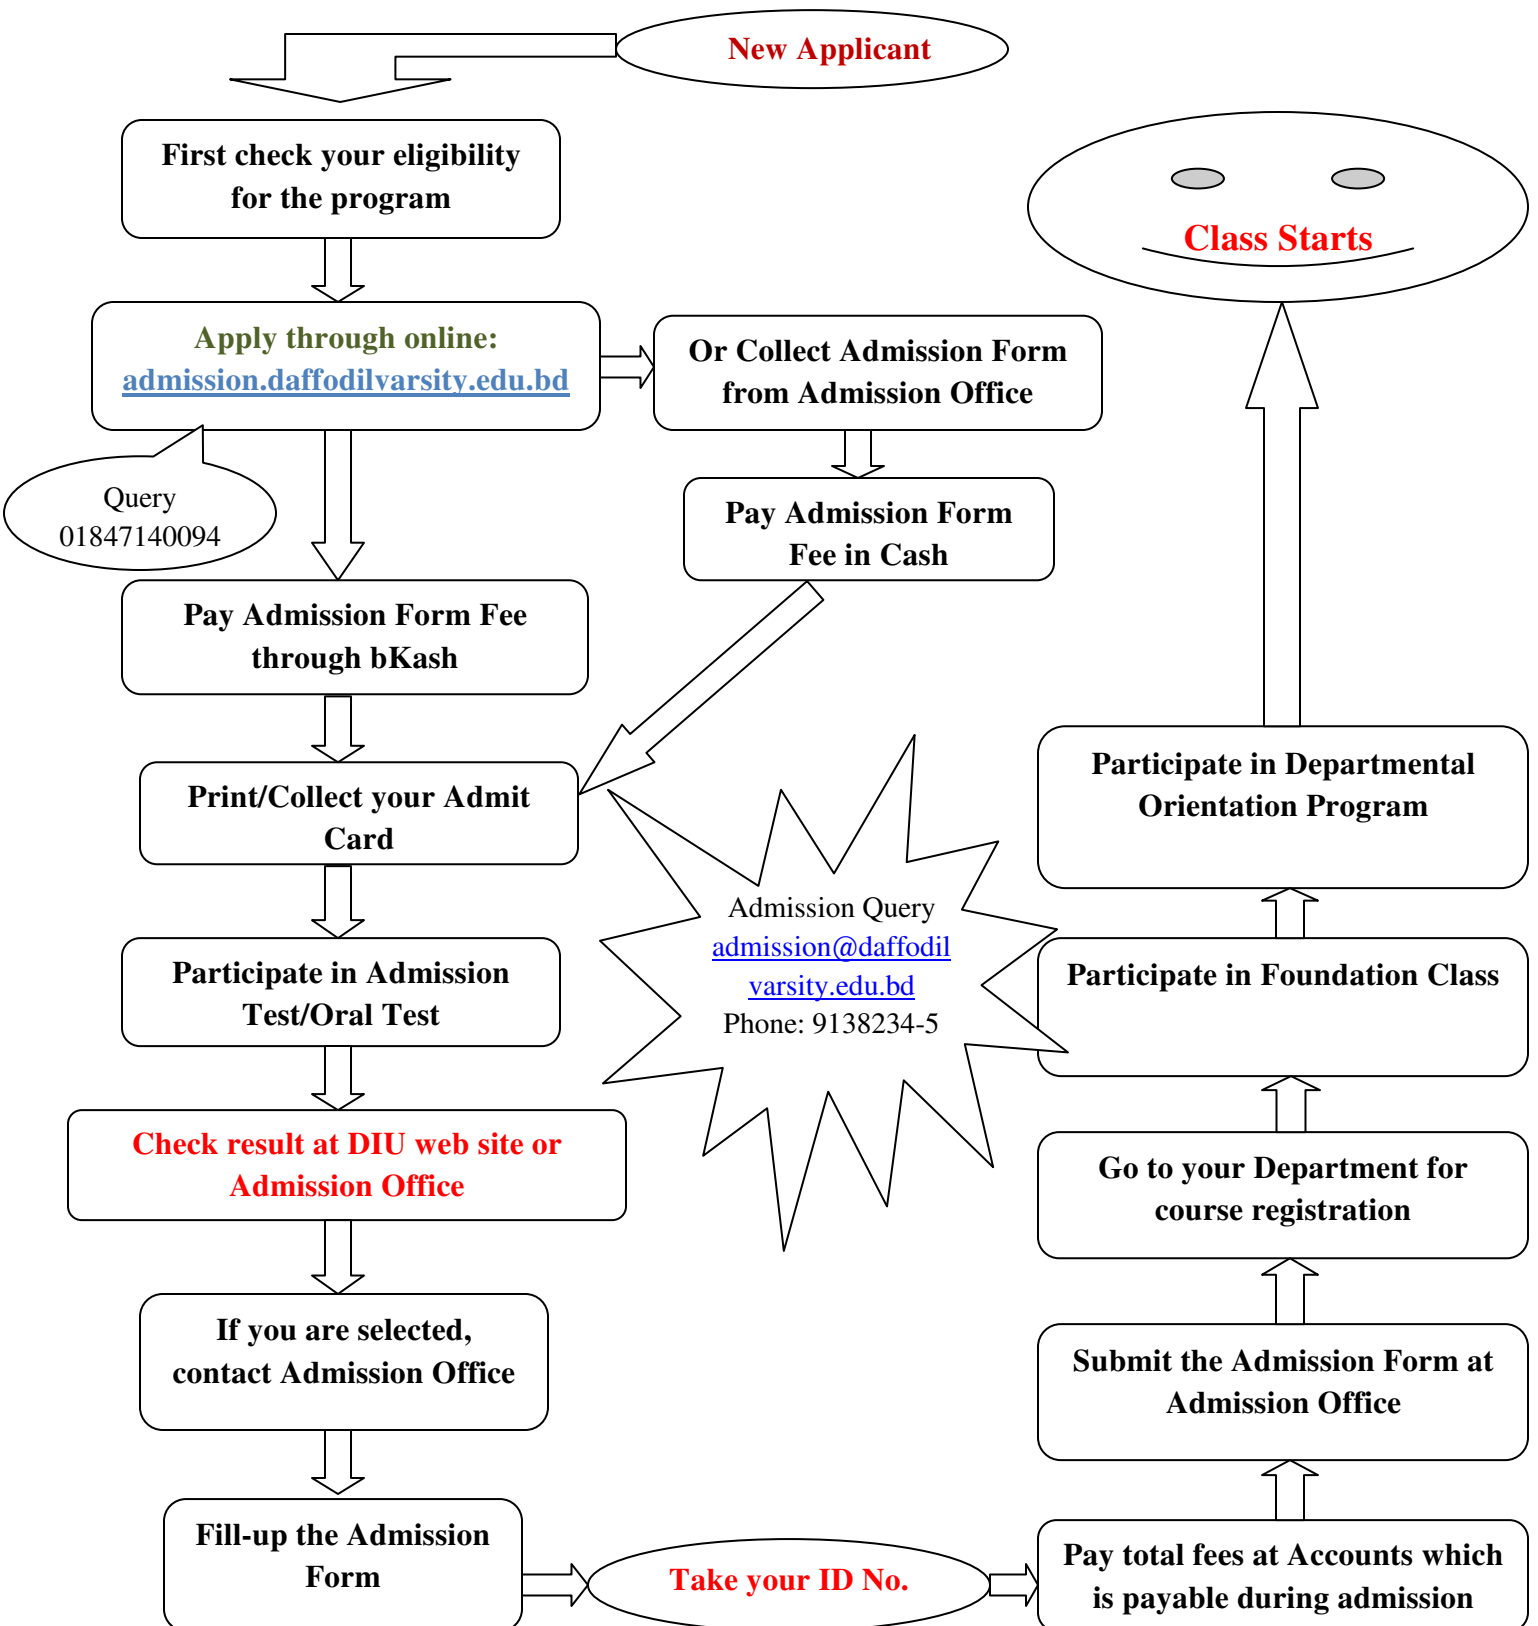 New Applicant
First check your eligibility
for the program
Apply through online:
admission.daffodilvarsity.edu.bd
Or Collect Admission Form
from Admission Office
Query
01847140094
Pay Admission Form
Fee in Cash
Pay Admission Form Fee
through bKash
Print/Collect your Admit
Card
Participate in Admission
Test/Oral Test
Check result at DIU web site or
Admission Office
If you are selected,
contact Admission Office
Fill-up the Admission
Form
Take your ID No.
Pay total fees at Accounts which
is payable during admission
Submit the Admission Form at
Admission Office
Go to your Department for
course registration
Participate in Foundation Class
Participate in Departmental
Orientation Program
Class Starts
Admission Query
admission@daffodil
varsity.edu.bd
Phone: 9138234-5